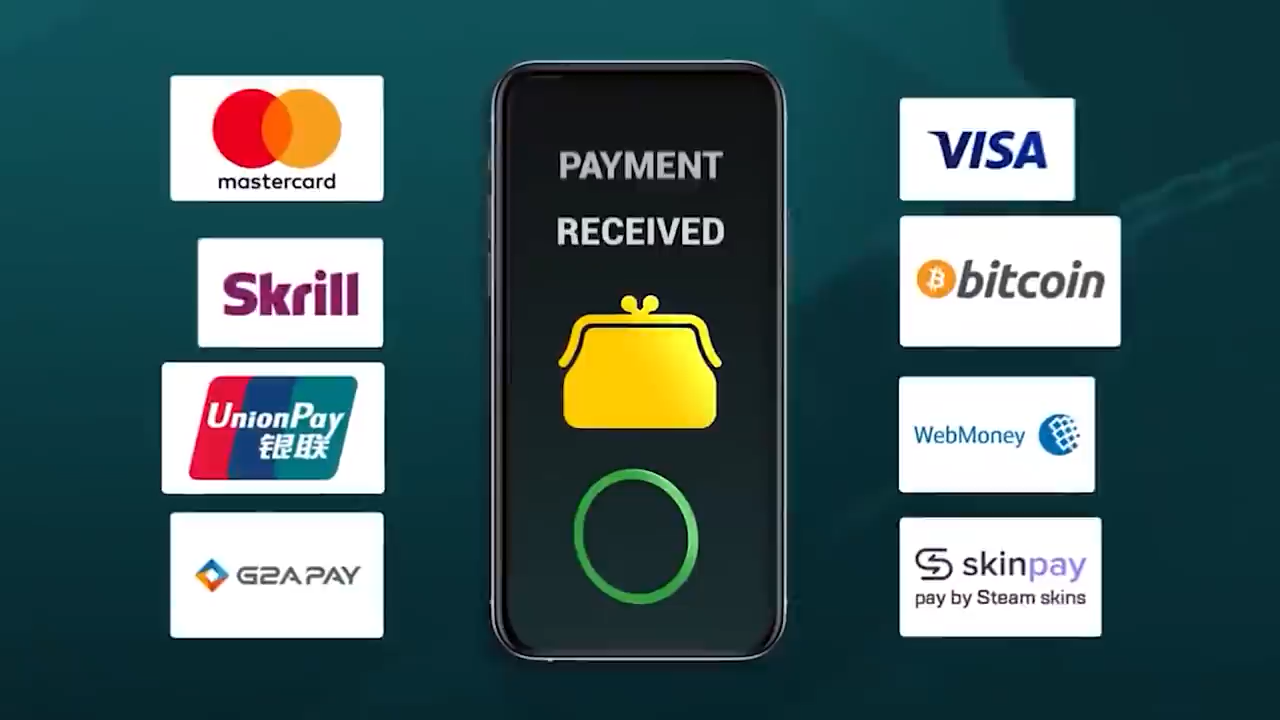 mastercard
Skrill
UnionPay
银联
G2A PAY
PAYMENT
RECEIVED
VISA
bitcoin
WebMoney
skinpay
pay by Steam skins